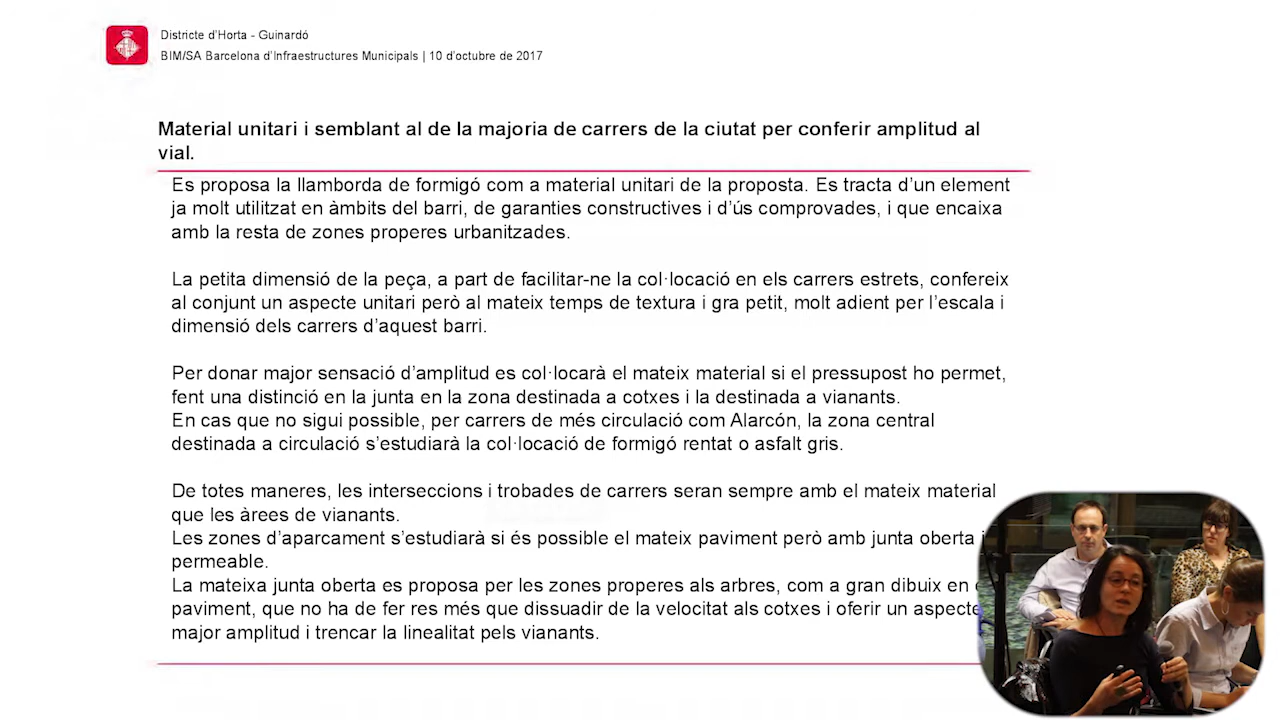 Districte d'Horta - Guinardó
BIM/SA Barcelona d'Infraestructures Municipals | 10 d'octubre de 2017
Material unitari i semblant al de la majoria de carrers de la ciutat per conferir amplitud al
vial.
Es proposa la llamborda de formigó com a material unitari de la proposta. Es tracta d'un element
ja molt utilitzat en àmbits del barri, de garanties constructives i d'ús comprovades, i que encaixa
amb la resta de zones properes urbanitzades.
La petita dimensió de la peça, a part de facilitar-ne la col·locació en els carrers estrets, confereix
al conjunt un aspecte unitari però al mateix temps de textura i gra petit, molt adient per l'escala i
dimensió dels carrers d'aquest barri.
Per donar major sensació d'amplitud es col·locarà el mateix material si el pressupost ho permet,
fent una distinció en la junta en la zona destinada a cotxes i la destinada a vianants.
En cas que no sigui possible, per carrers de més circulació com Alarcón, la zona central
destinada a circulació s'estudiarà la col·locació de formigó rentat o asfalt gris.
De totes maneres, les interseccions i trobades de carrers seran sempre amb el mateix material
que les àrees de vianants.
Les zones d'aparcament s'estudiarà si és possible el mateix paviment però amb junta oberta i
permeable.
La mateixa junta oberta es proposa per les zones properes als arbres, com a gran dibuix en
paviment, que no ha de fer res més que dissuadir de la velocitat als cotxes i oferir un aspecte
major amplitud i trencar la linealitat pels vianants.